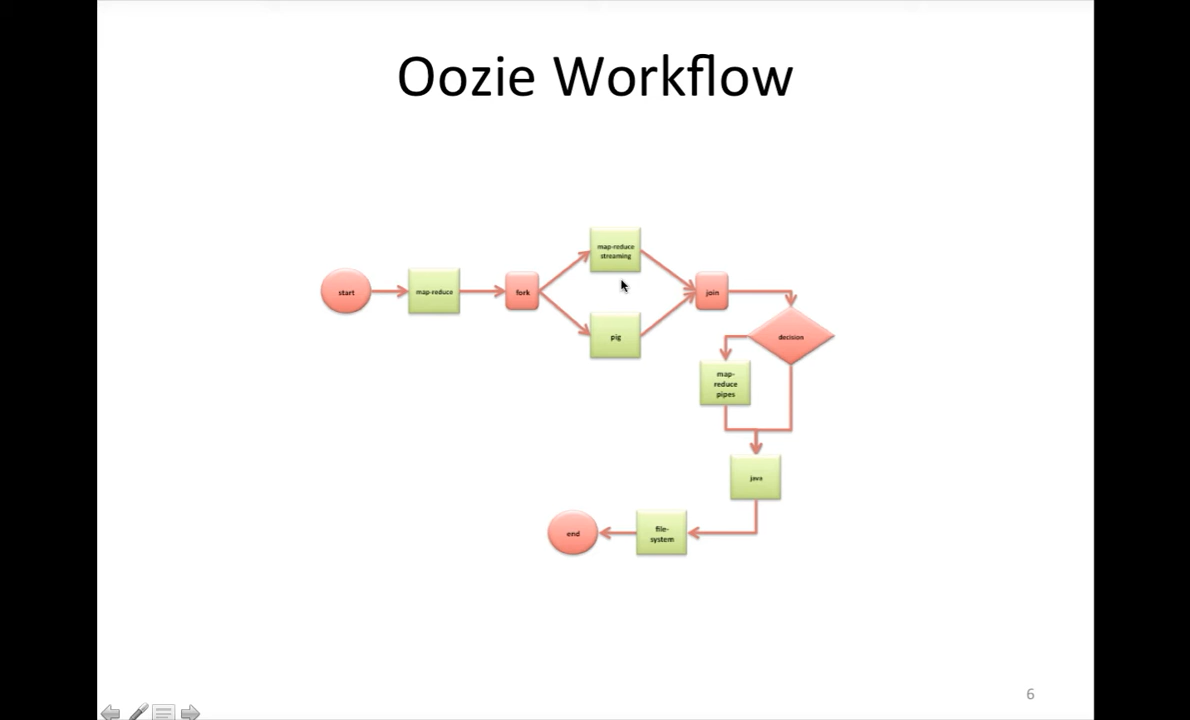 Oozie Workflow
start
map-reduce
fork
map-reduce
streaming
pig
join
decision
map-
reduce
pipes
java
file-
system
end
6